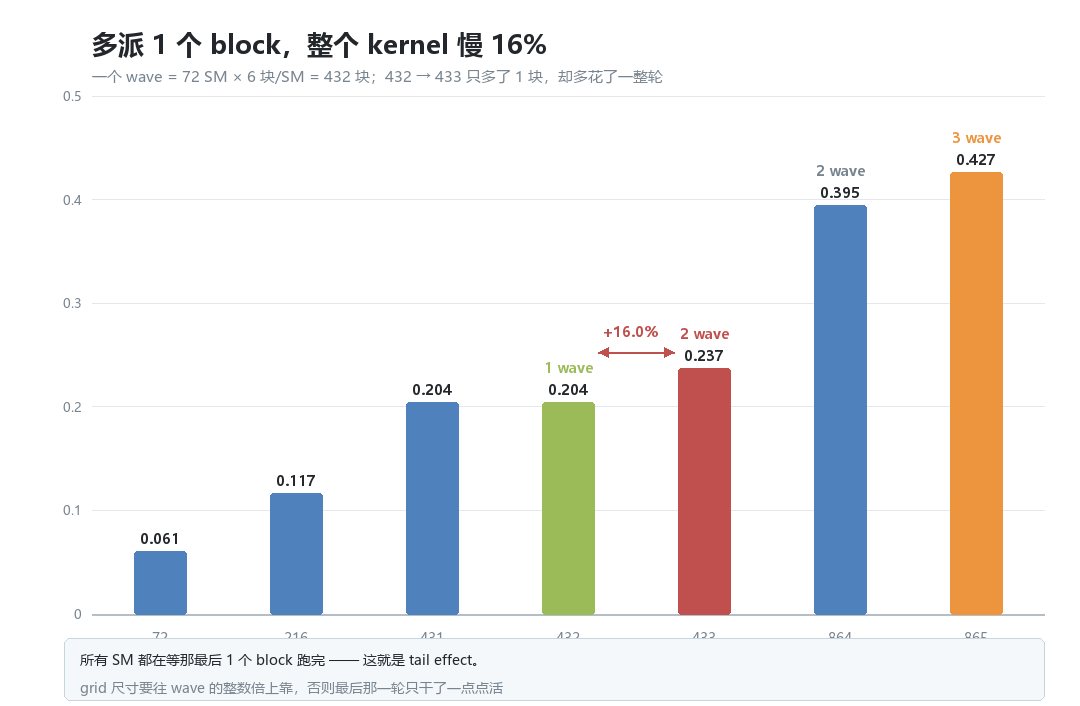 多派 1 个 block，整个 kernel 慢 16%
一个 wave = 72 SM × 6 块/SM = 432 块；432 → 433 只多了 1 块，却多花了一整轮
0.5
0.4
0.3
0.2
0.1
0
0.061
0.117
0.204
1 wave
0.204
+16.0%
2 wave
0.237
2 wave
0.395
3 wave
0.427
72 216 431 432 433 864 865
所有 SM 都在等那最后 1 个 block 跑完 —— 这就是 tail effect。
grid 尺寸要往 wave 的整数倍上靠，否则最后那一轮只干了一点点活